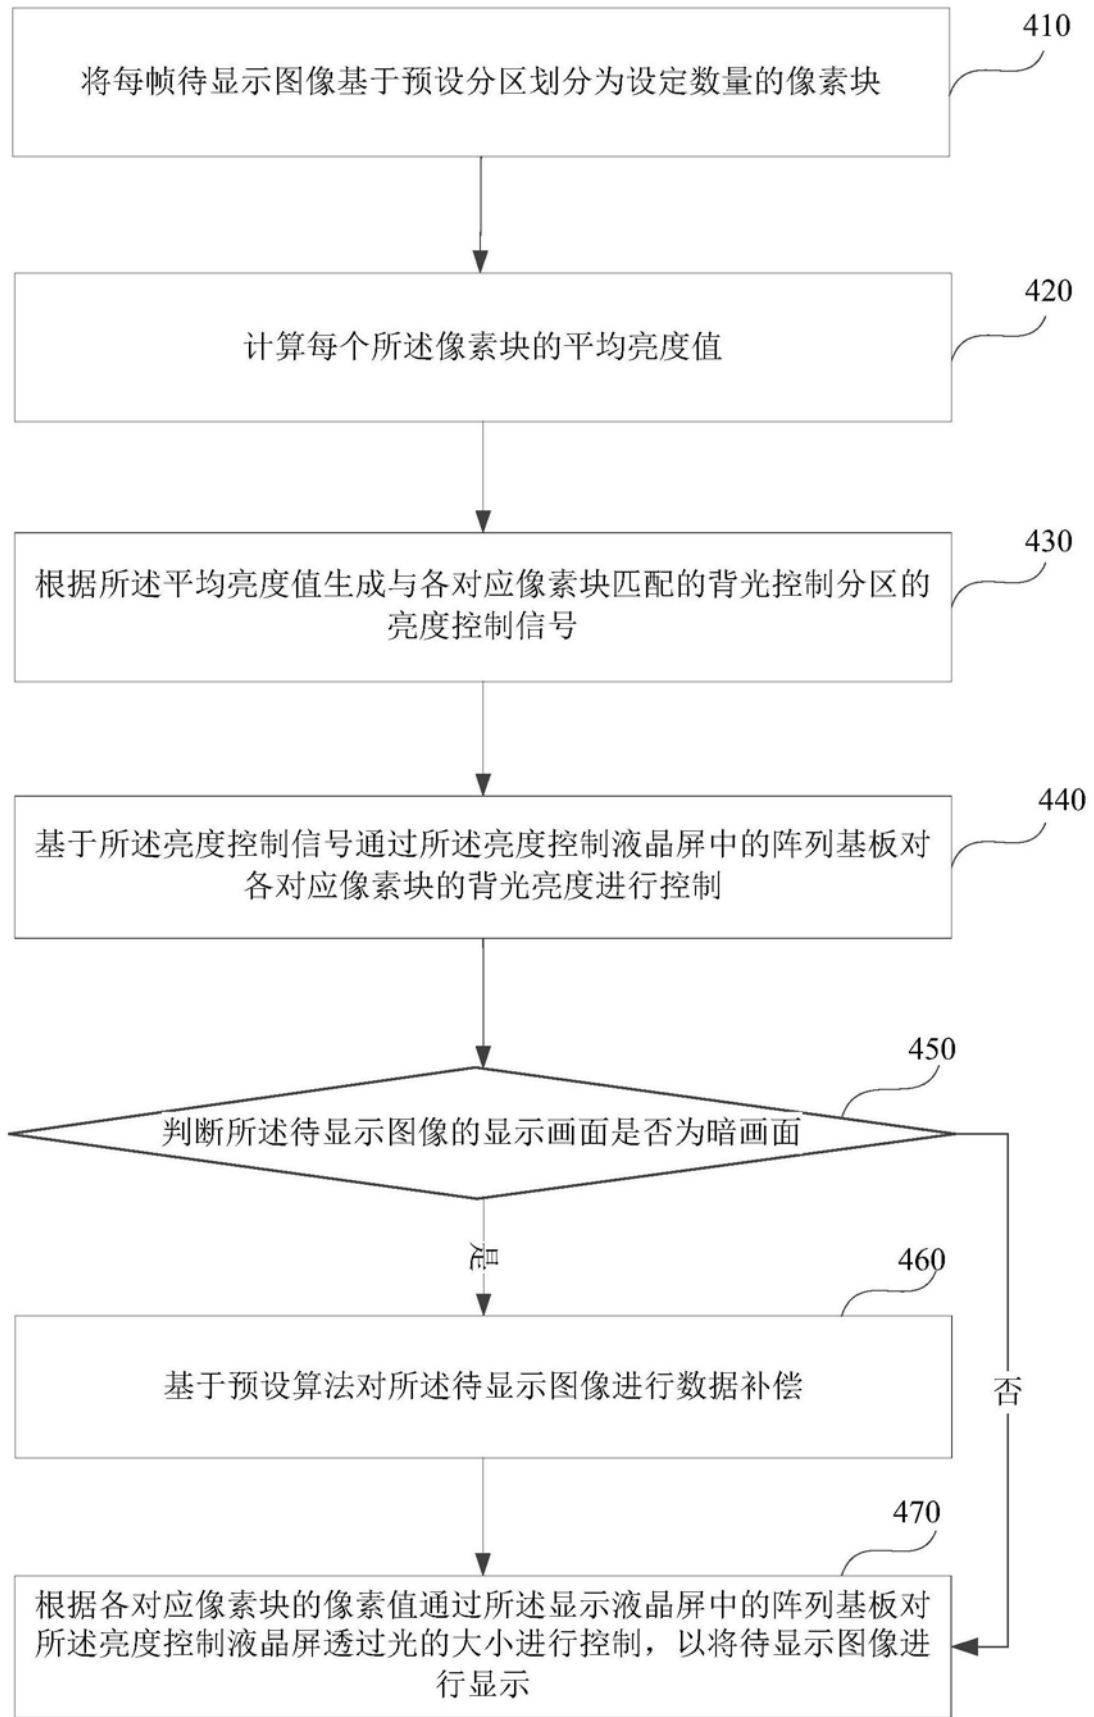 410
将每帧待显示图像基于预设分区划分为设定数量的像素块
420
计算每个所述像素块的平均亮度值
430
根据所述平均亮度值生成与各对应像素块匹配的背光控制分区的
亮度控制信号
440
基于所述亮度控制信号通过所述亮度控制液晶屏中的阵列基板对
各对应像素块的背光亮度进行控制
450
判断所述待显示图像的显示画面是否为暗画面
是
460
基于预设算法对所述待显示图像进行数据补偿
否
470
根据各对应像素块的像素值通过所述显示液晶屏中的阵列基板对
所述亮度控制液晶屏透过光的大小进行控制，以将待显示图像进
行显示